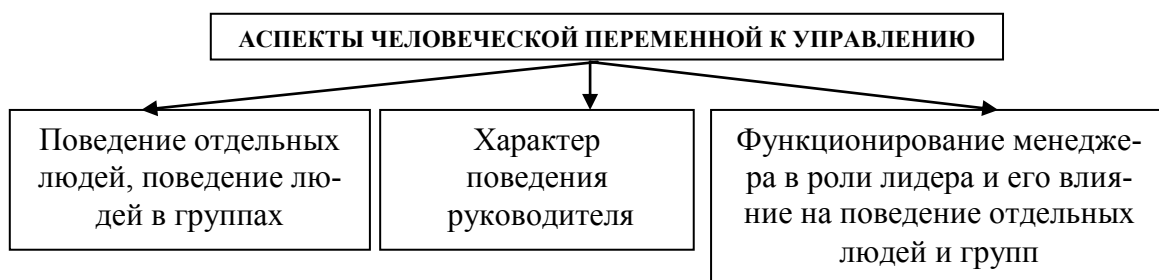 АСПЕКТЫ ЧЕЛОВЕЧЕСКОЙ ПЕРЕМЕННОЙ К УПРАВЛЕНИЮ
Поведение отдельных
людей, поведение лю-
дей в группах
Характер
поведения
руководителя
Функционирование менедже-
ра в роли лидера и его влия-
ние на поведение отдельных
людей и групп